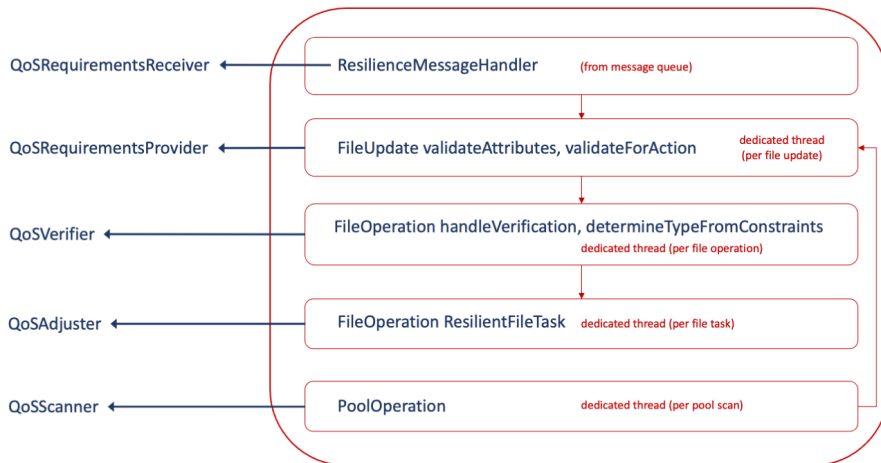 QoSRequirementsReceiver
ResilienceMessageHandler (from message queue)
QoSRequirementsProvider
FileUpdate validateAttributes, validateForAction
dedicated thread
(per file update)
QoSVerifier
FileOperation handleVerification, determineTypeFromConstraints
dedicated thread (per file operation)
QoSAdjuster
FileOperation ResilientFileTask dedicated thread (per file task)
QoSScanner
PoolOperation dedicated thread (per pool scan)